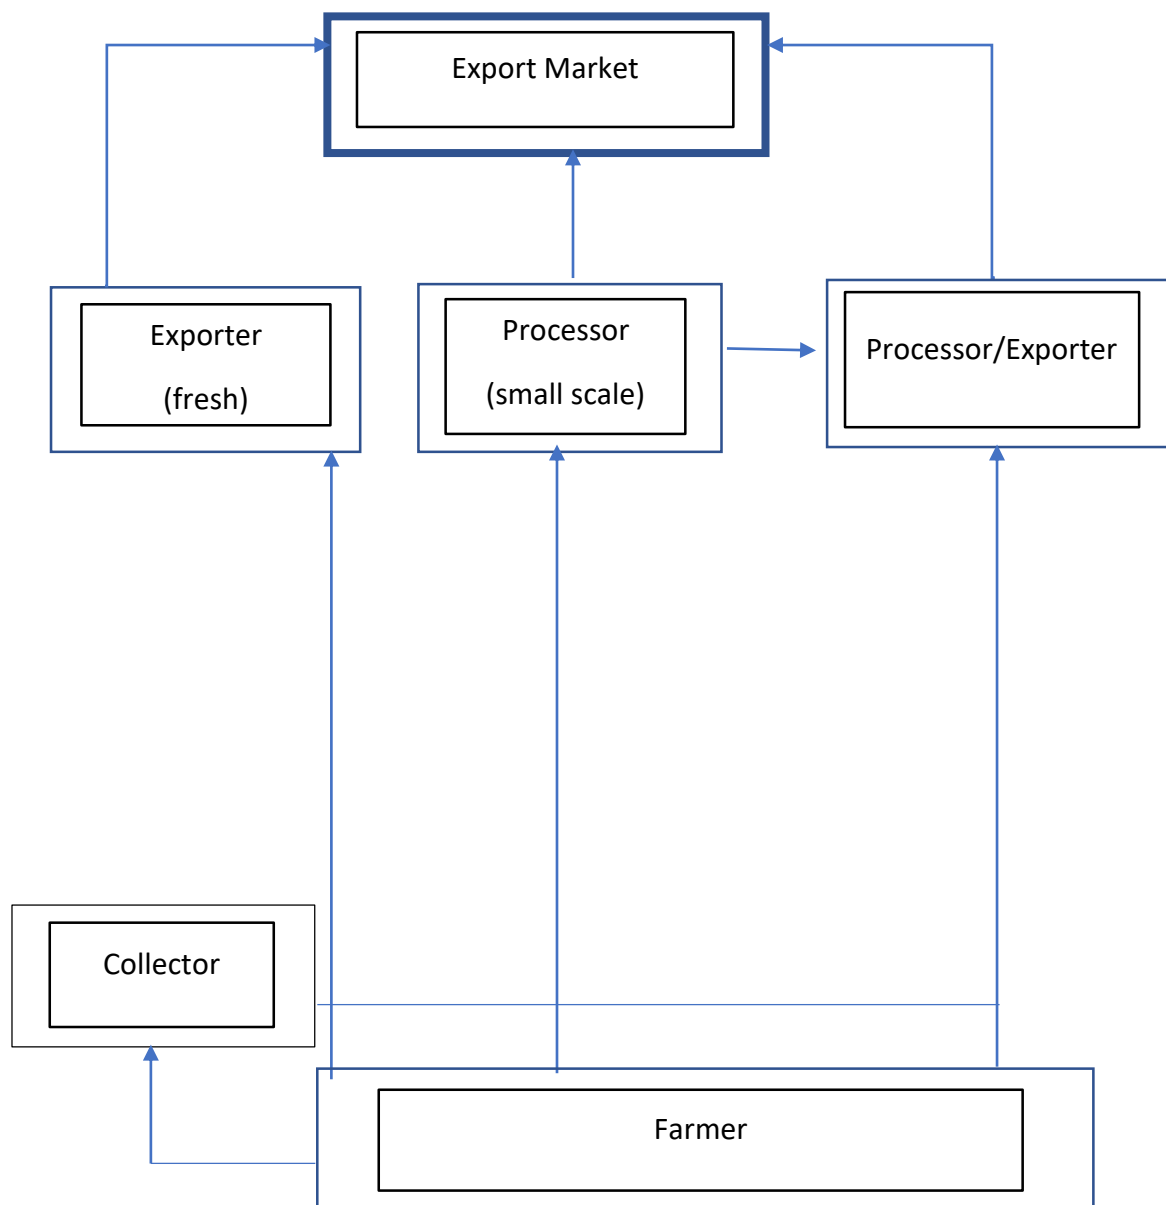 Export Market
Exporter
(fresh)
Processor
(small scale)
Processor/Exporter
Collector
Farmer